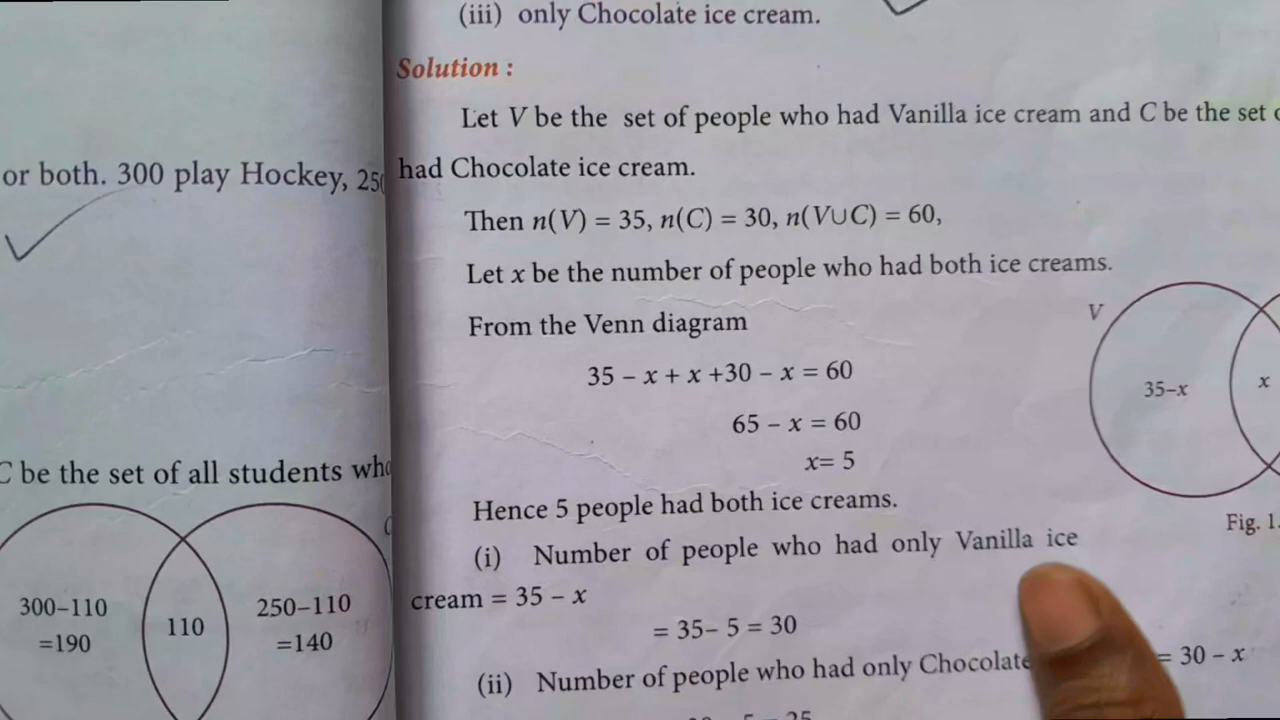 or both. 300 play Hockey,
C be the set of all students
300–110
=190
110
250–110
=140
(iii) only Chocolate ice cream.
Solution :
Let V be the set of people who had Vanilla ice cream and C be the set
had Chocolate ice cream.
Then n(V) = 35, n(C) = 30, n(V∪C) = 60,
Let x be the number of people who had both ice creams.
From the Venn diagram
35 – x + x +30 – x = 60
65 – x = 60
x= 5
Hence 5 people had both ice creams.
(i) Number of people who had only Vanilla ice
cream = 35 – x
= 35– 5 = 30
(ii) Number of people who had only Chocolate = 30 – x
V
35–x
x
Fig. 1.